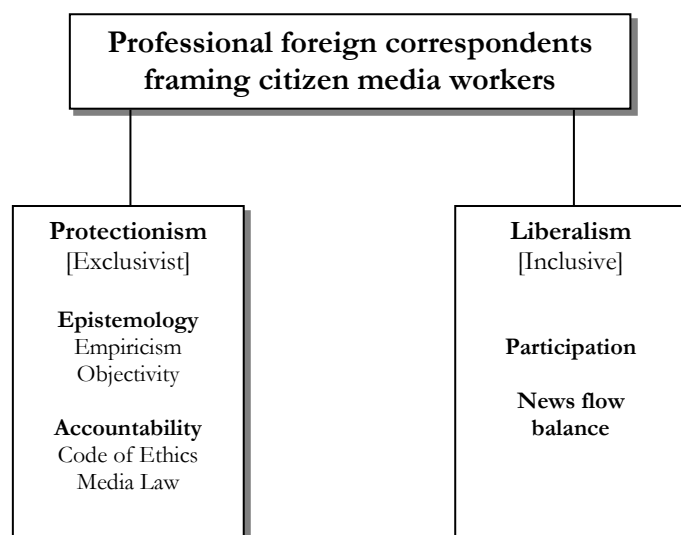 Professional foreign correspondents
framing citizen media workers
Protectionism
[Exclusivist]
Epistemology
Empiricism
Objectivity
Accountability
Code of Ethics
Media Law
Liberalism
[Inclusive]
Participation
News flow
balance